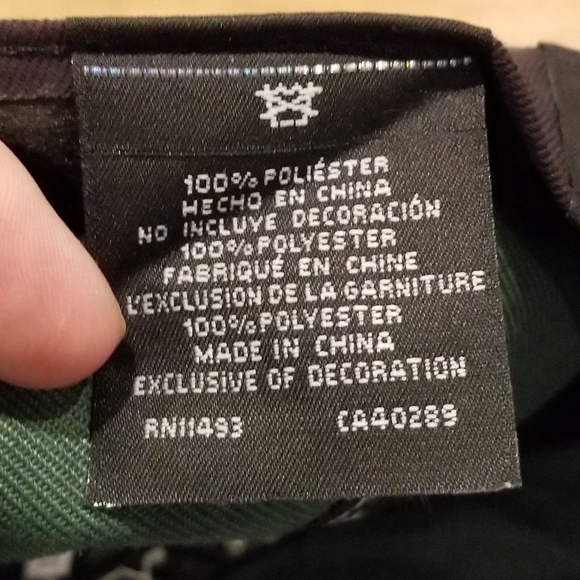 100% POLIÉSTER
HECHO EN CHINA
NO INCLUYE DECORACIÓN
100% POLYESTER
FABRIQUÉ EN CHINE
L'EXCLUSION DE LA GARNITURE
100% POLYESTER
MADE IN CHINA
EXCLUSIVE OF DECORATION
RN11493 CA40289